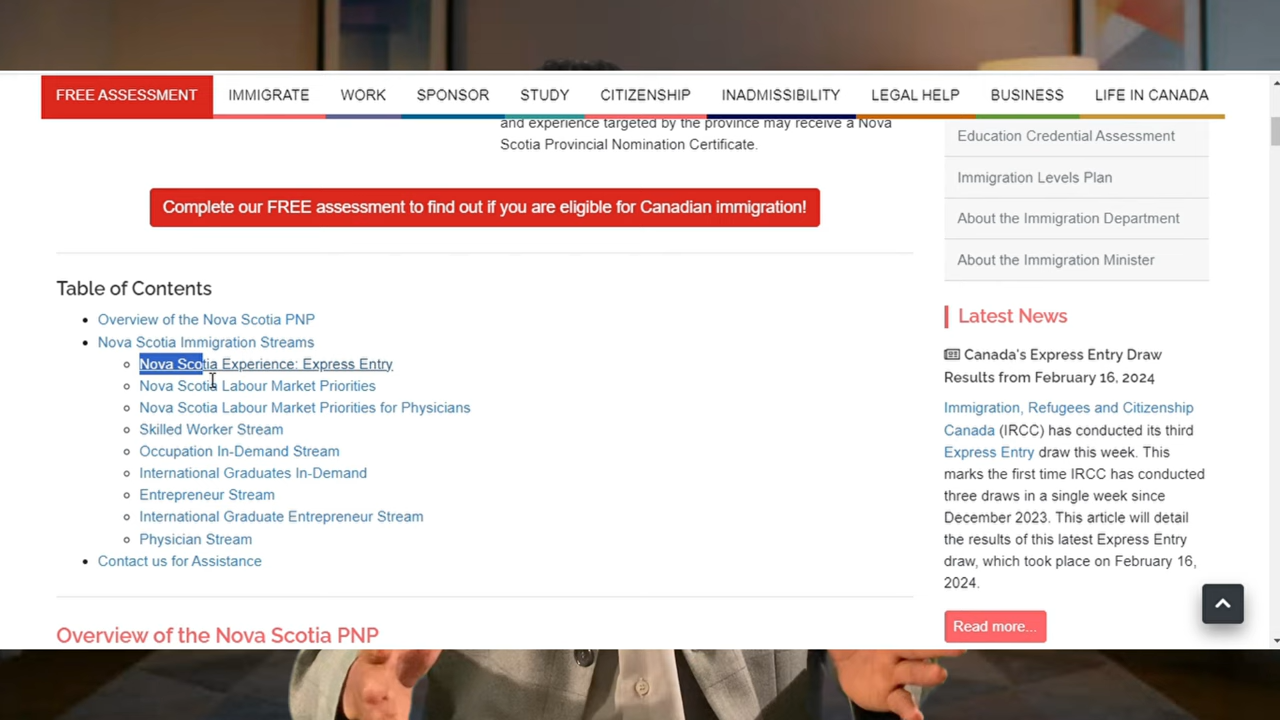 FREE ASSESSMENT IMMIGRATE WORK SPONSOR STUDY CITIZENSHIP INADMISSIBILITY LEGAL HELP BUSINESS LIFE IN CANADA
and experience targeted by the province may receive a Nova
Scotia Provincial Nomination Certificate.
Complete our FREE assessment to find out if you are eligible for Canadian immigration!
Table of Contents
Overview of the Nova Scotia PNP
Nova Scotia Immigration Streams
Nova Scotia Experience: Express Entry
Nova Scotia Labour Market Priorities
Nova Scotia Labour Market Priorities for Physicians
Skilled Worker Stream
Occupation In-Demand Stream
International Graduates In-Demand
Entrepreneur Stream
International Graduate Entrepreneur Stream
Physician Stream
Contact us for Assistance
Overview of the Nova Scotia PNP
Education Credential Assessment
Immigration Levels Plan
About the Immigration Department
About the Immigration Minister
Latest News
Canada's Express Entry Draw
Results from February 16, 2024
Immigration, Refugees and Citizenship
Canada (IRCC) has conducted its third
Express Entry draw this week. This
marks the first time IRCC has conducted
three draws in a single week since
December 2023. This article will detail
the results of this latest Express Entry
draw, which took place on February 16,
2024.
Read more...